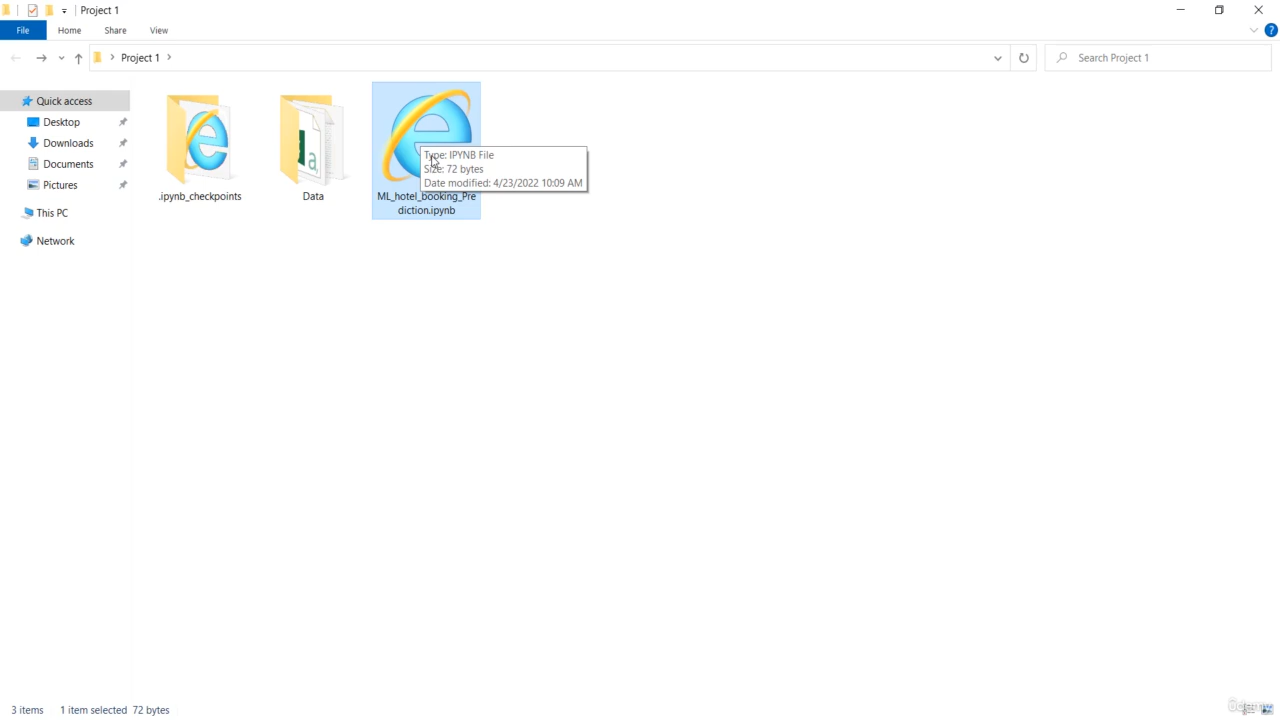 Project 1
File Home Share View
Project 1
Search Project 1
Quick access
Desktop
Downloads
Documents
Pictures
This PC
Network
.ipynb_checkpoints
Data
ML_hotel_booking_Pre
diction.ipynb
Type: IPYNB File
Size: 72 bytes
Date modified: 4/23/2022 10:09 AM
3 items 1 item selected 72 bytes